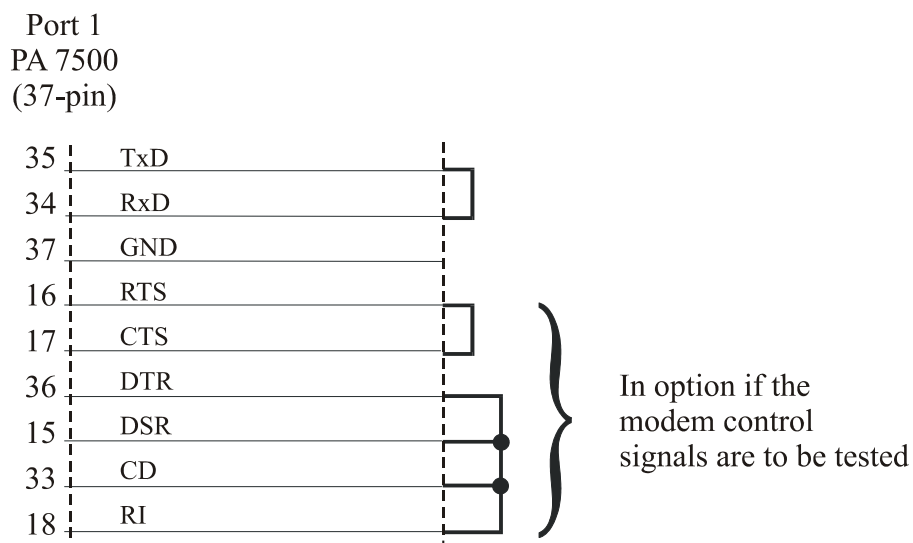 Port 1
PA 7500
(37-pin)
35 TxD
34 RxD
37 GND
16 RTS
17 CTS
36 DTR
15 DSR
33 CD
18 RI
In option if the
modem control
signals are to be tested